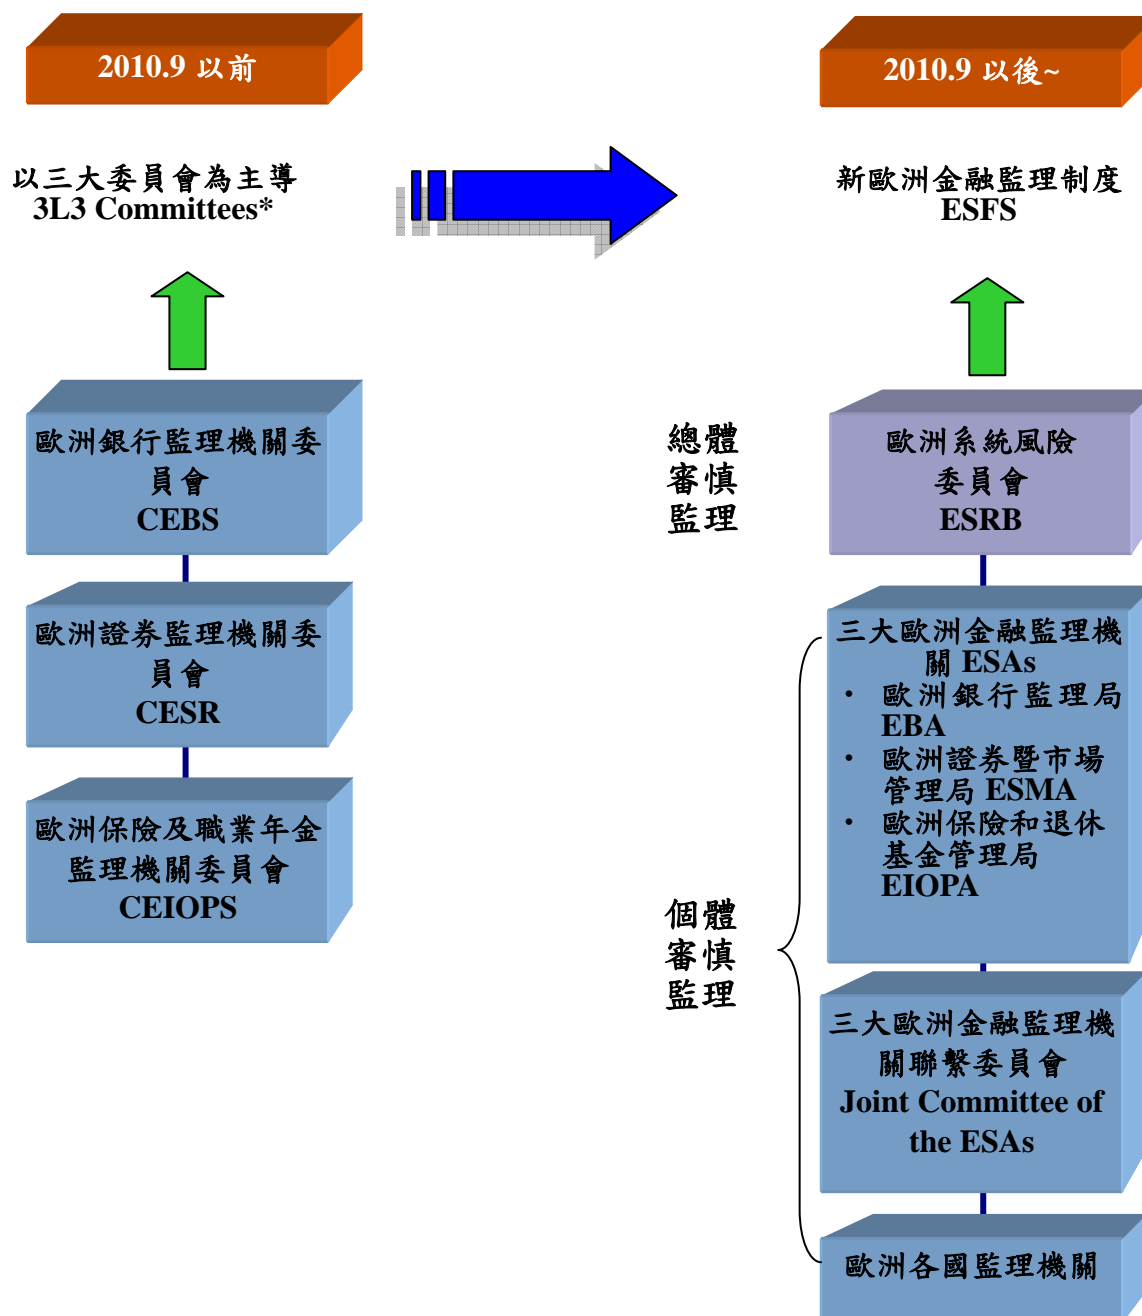 2010.9 以前
以三大委員會為主導
3L3 Committees*
歐洲銀行監理機關委
員會
CEBS
歐洲證券監理機關委
員會
CESR
歐洲保險及職業年金
監理機關委員會
CEIOPS
2010.9 以後~
新歐洲金融監理制度
ESFS
總體
審慎
監理
歐洲系統風險
委員會
ESRB
個體
審慎
監理
三大歐洲金融監理機
關 ESAs
· 歐洲銀行監理局
EBA
· 歐洲證券暨市場
管理局 ESMA
· 歐洲保險和退休
基金管理局
EIOPA
三大歐洲金融監理機
關聯繫委員會
Joint Committee of
the ESAs
歐洲各國監理機關